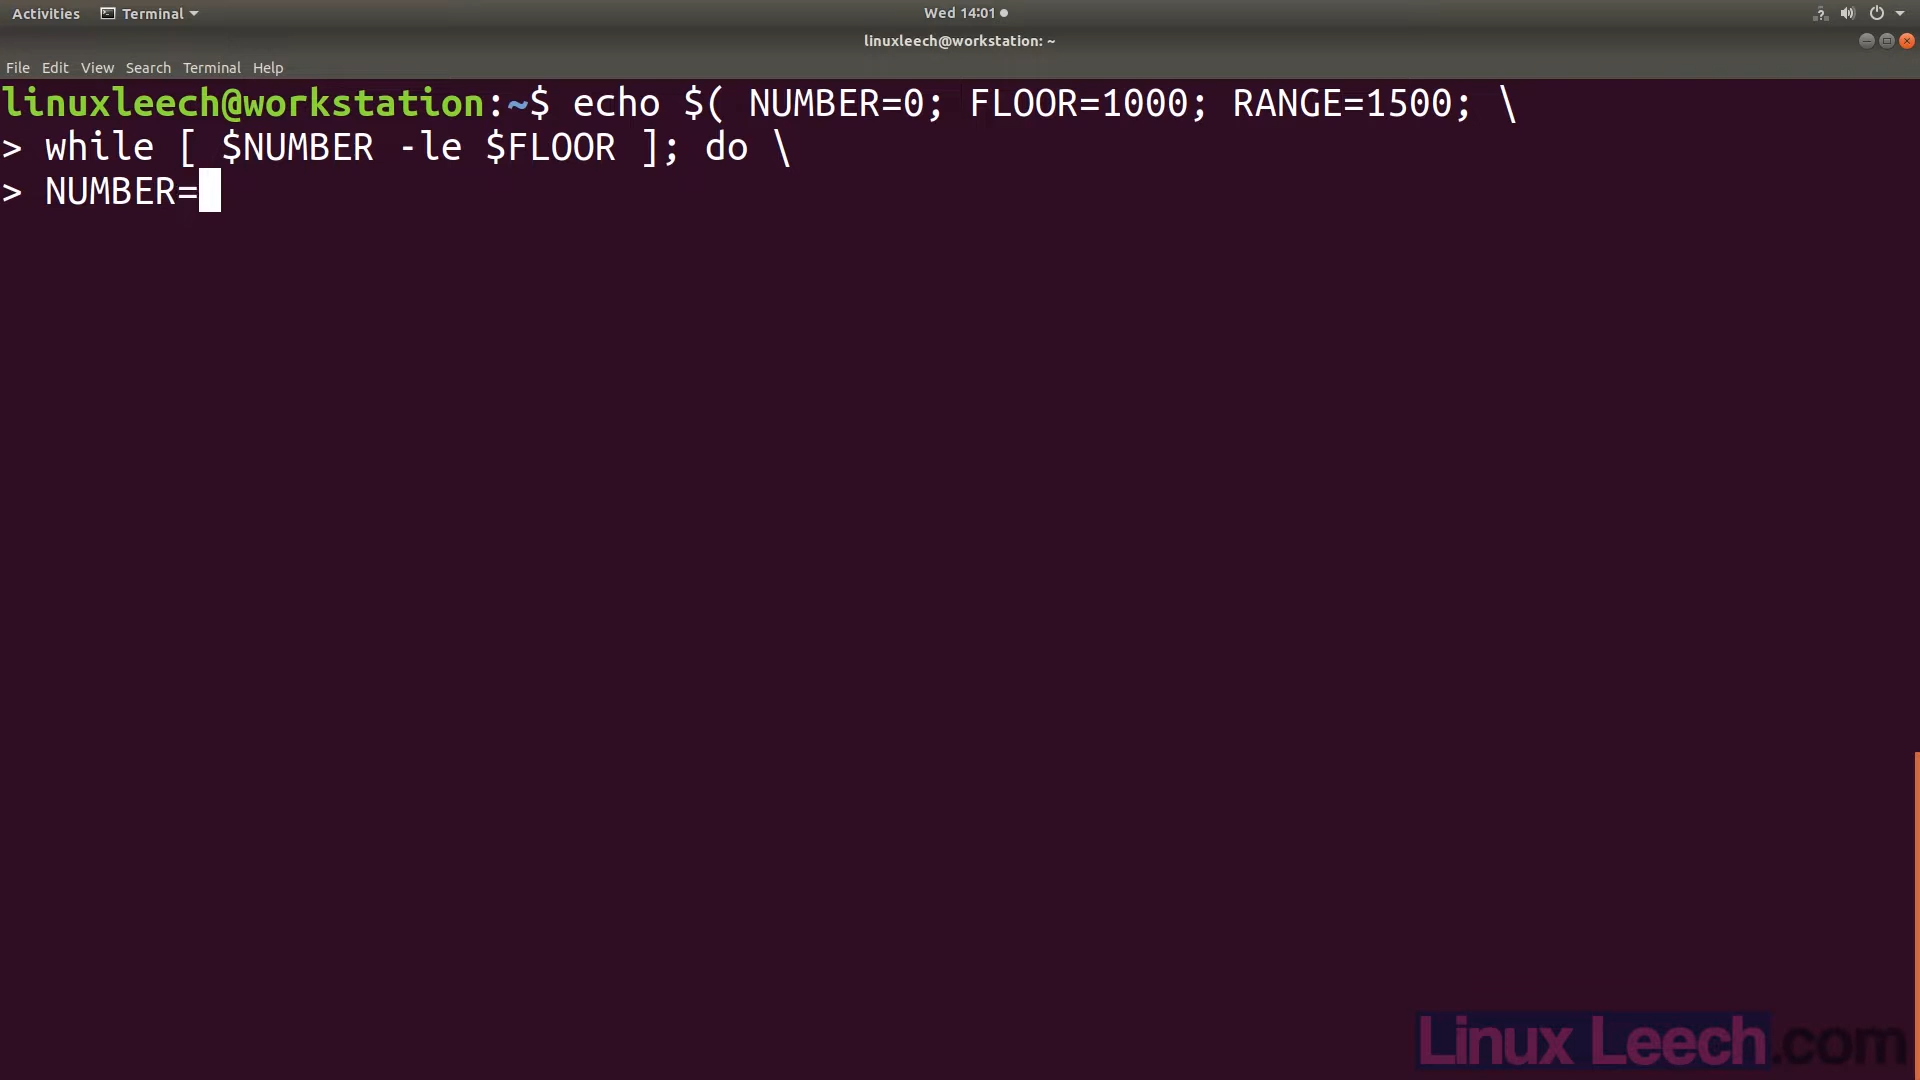 Activities Terminal Wed 14:01
linuxleech@workstation: ~
File Edit View Search Terminal Help
linuxleech@workstation:~$ echo $( NUMBER=0; FLOOR=1000; RANGE=1500; \
> while [ $NUMBER -le $FLOOR ]; do \
> NUMBER=
Linux Leech.com